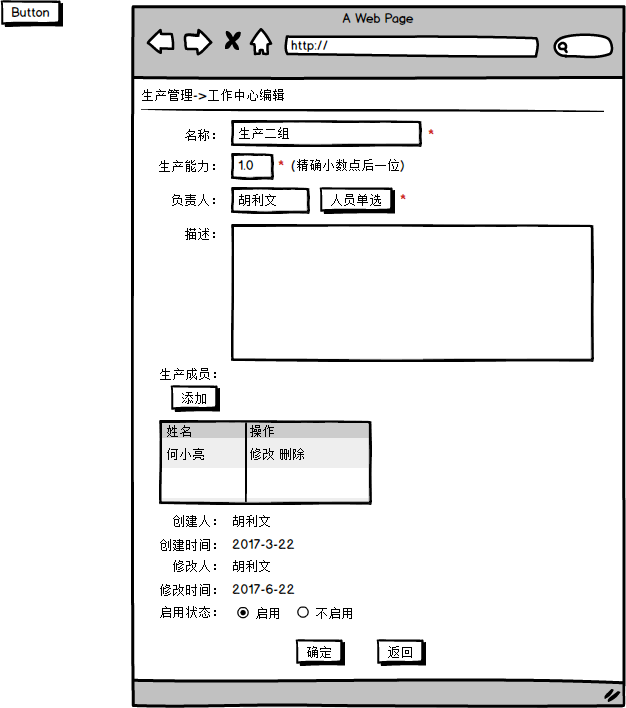 Button
A Web Page
http://
生产管理->工作中心编辑
名称： 生产二组 *
生产能力： 1.0 * (精确小数点后一位)
负责人： 胡利文 人员单选 *
描述：
生产成员：
添加
姓名 操作
何小亮 修改 删除
创建人： 胡利文
创建时间： 2017-3-22
修改人： 胡利文
修改时间： 2017-6-22
启用状态： 启用 不启用
确定 返回